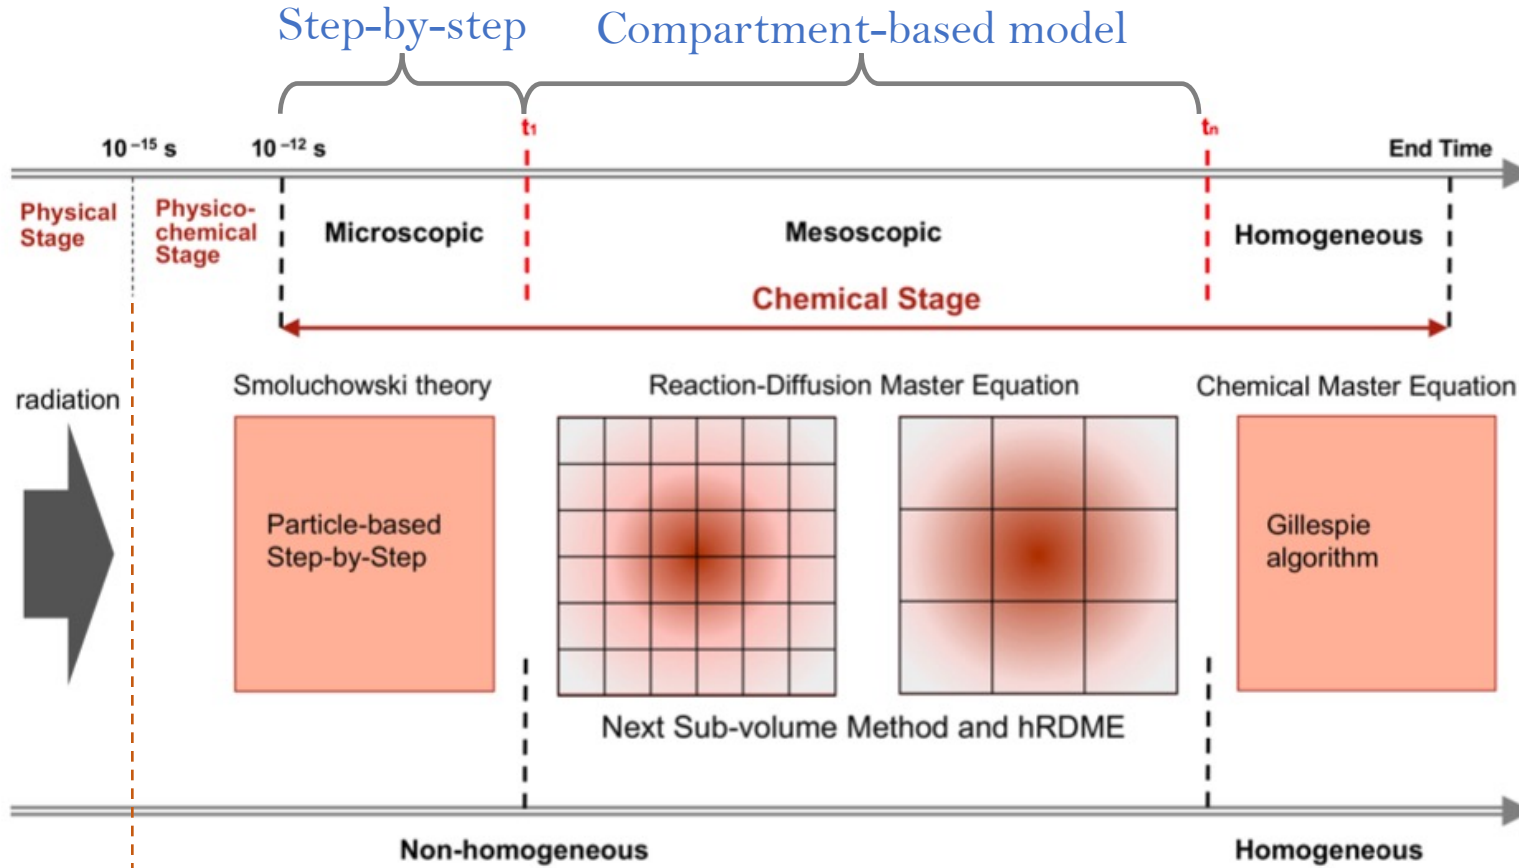 Step-by-step
Compartment-based model
t₁
tₙ
10⁻¹⁵ s
10⁻¹² s
End Time
Physical
Stage
Physico-
chemical
Stage
Microscopic
Mesoscopic
Homogeneous
Chemical Stage
radiation
Smoluchowski theory
Reaction-Diffusion Master Equation
Chemical Master Equation
Particle-based
Step-by-Step
Gillespie
algorithm
Next Sub-volume Method and hRDME
Non-homogeneous
Homogeneous